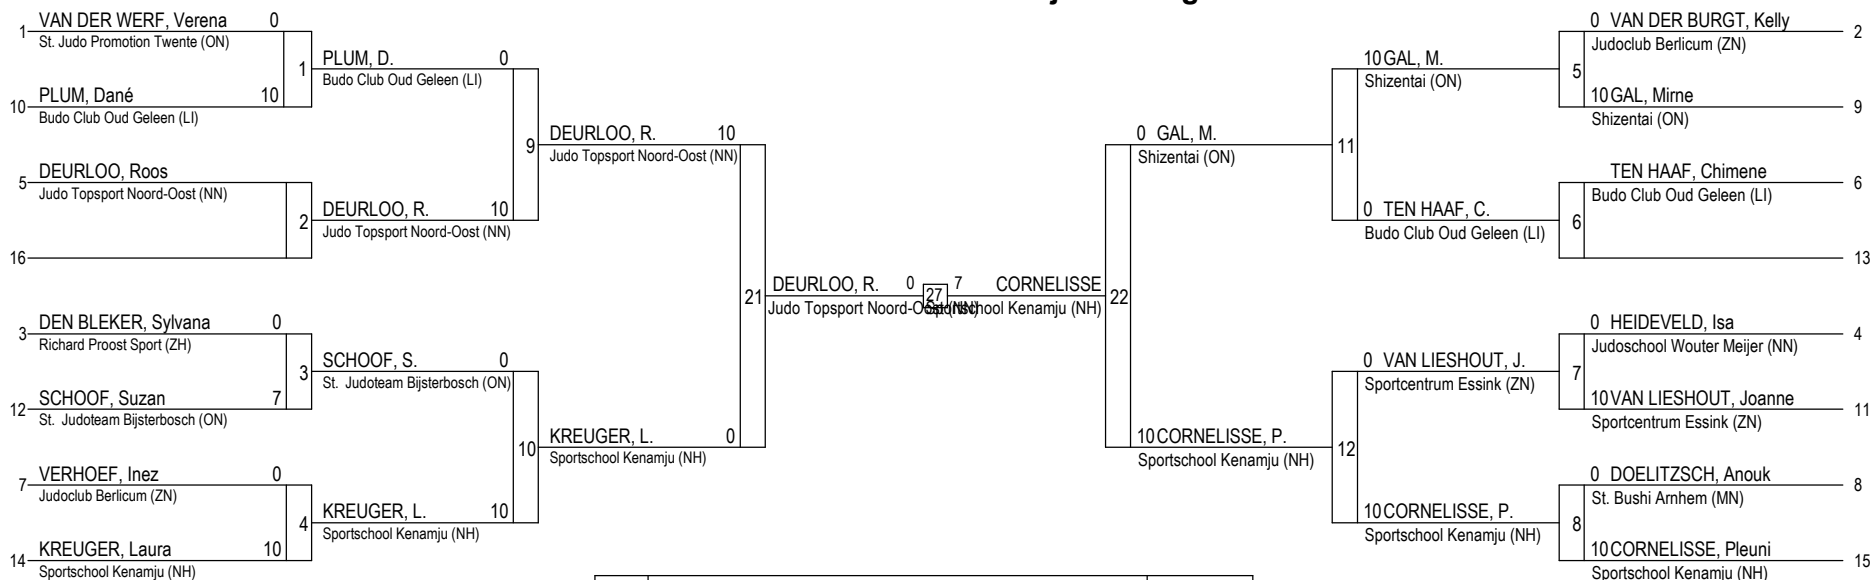 1 VAN DER WERF, Verena 0
St. Judo Promotion Twente (ON)
1
10 PLUM, Dané 10
Budo Club Oud Geleen (LI)
PLUM, D. 0
Budo Club Oud Geleen (LI)
5 DEURLOO, Roos
Judo Topsport Noord-Oost (NN)
2
16
DEURLOO, R. 10
Judo Topsport Noord-Oost (NN)
9
DEURLOO, R. 10
Judo Topsport Noord-Oost (NN)
3 DEN BLEKER, Sylvana 0
Richard Proost Sport (ZH)
3
12 SCHOOF, Suzan 7
St. Judoteam Bijsterbosch (ON)
SCHOOF, S. 0
St. Judoteam Bijsterbosch (ON)
7 VERHOEF, Inez 0
Judoclub Berlicum (ZN)
4
14 KREUGER, Laura 10
Sportschool Kenamju (NH)
KREUGER, L. 10
Sportschool Kenamju (NH)
10
KREUGER, L. 0
Sportschool Kenamju (NH)
21
DEURLOO, R. 0
Judo Topsport Noord-Oost (NN)
27
7 CORNELISSE
Sportschool Kenamju (NH)
22
0 GAL, M.
Shizentai (ON)
10 CORNELISSE, P.
Sportschool Kenamju (NH)
11
10 GAL, M.
Shizentai (ON)
0 TEN HAAF, C.
Budo Club Oud Geleen (LI)
12
0 VAN LIESHOUT, J.
Sportcentrum Essink (ZN)
10 CORNELISSE, P.
Sportschool Kenamju (NH)
0 VAN DER BURGT, Kelly 2
Judoclub Berlicum (ZN)
5
10 GAL, Mirne 9
Shizentai (ON)
TEN HAAF, Chimene 6
Budo Club Oud Geleen (LI)
6
13
0 HEIDEVELD, Isa 4
Judoschool Wouter Meijer (NN)
7
10 VAN LIESHOUT, Joanne 11
Sportcentrum Essink (ZN)
0 DOELITZSCH, Anouk 8
St. Bushi Arnhem (MN)
8
10 CORNELISSE, Pleuni 15
Sportschool Kenamju (NH)